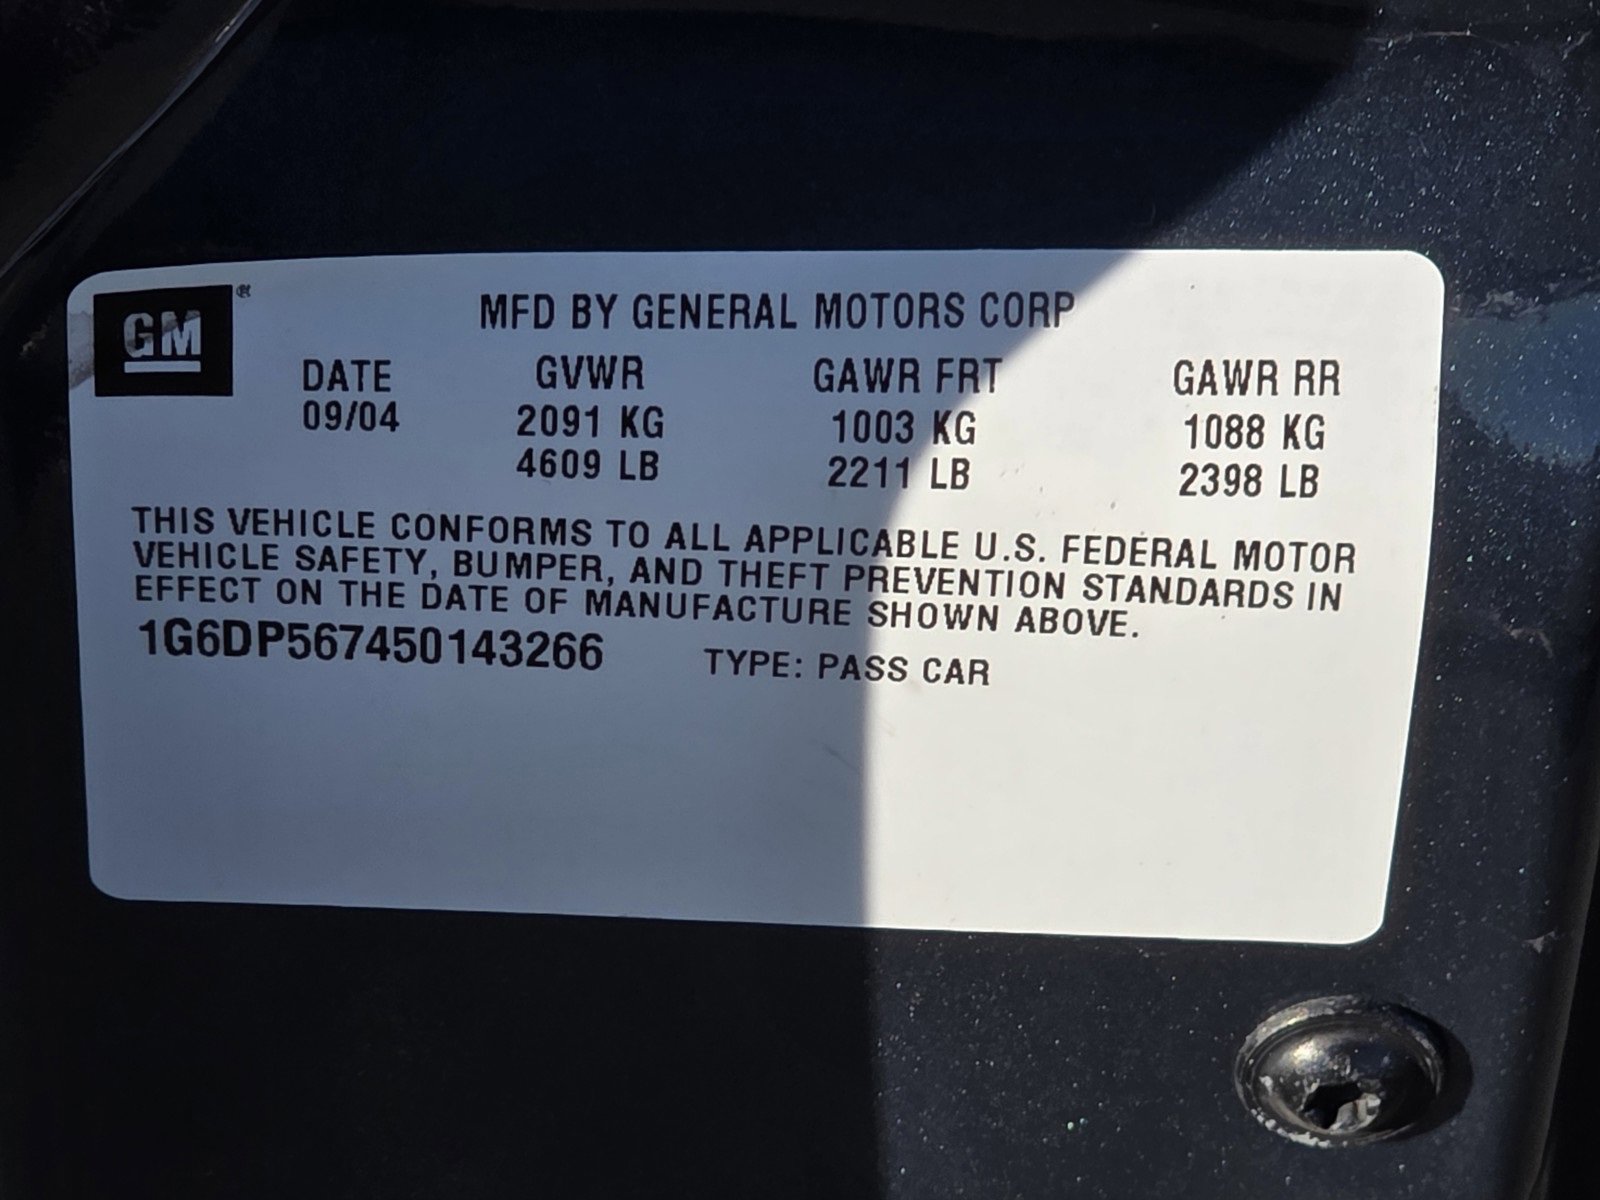 GM ®
MFD BY GENERAL MOTORS CORP
DATE GVWR GAWR FRT GAWR RR
09/04 2091 KG 1003 KG 1088 KG
4609 LB 2211 LB 2398 LB
THIS VEHICLE CONFORMS TO ALL APPLICABLE U.S. FEDERAL MOTOR
VEHICLE SAFETY, BUMPER, AND THEFT PREVENTION STANDARDS IN
EFFECT ON THE DATE OF MANUFACTURE SHOWN ABOVE.
1G6DP567450143266 TYPE: PASS CAR